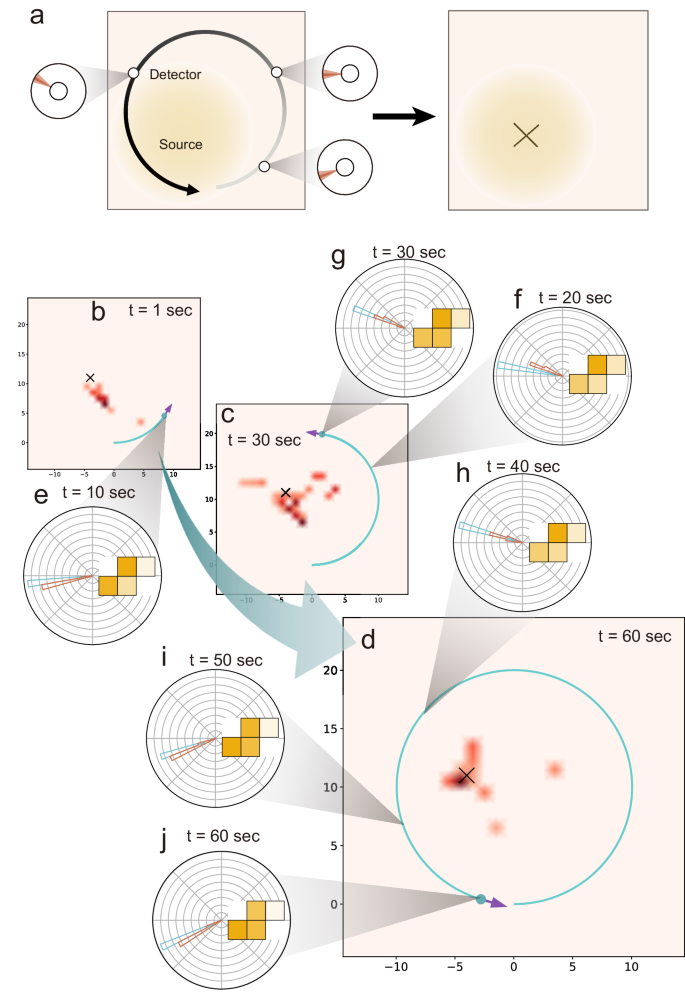 a
Detector
Source
g
t = 30 sec
f
t = 20 sec
b
t = 1 sec
20
15
10
5
0
−10
−5
0
5
10
c
t = 30 sec
20
15
10
5
0
−10
−5
0
5
10
h
t = 40 sec
e
t = 10 sec
d
t = 60 sec
20
15
10
5
0
−10
−5
0
5
10
i
t = 50 sec
j
t = 60 sec